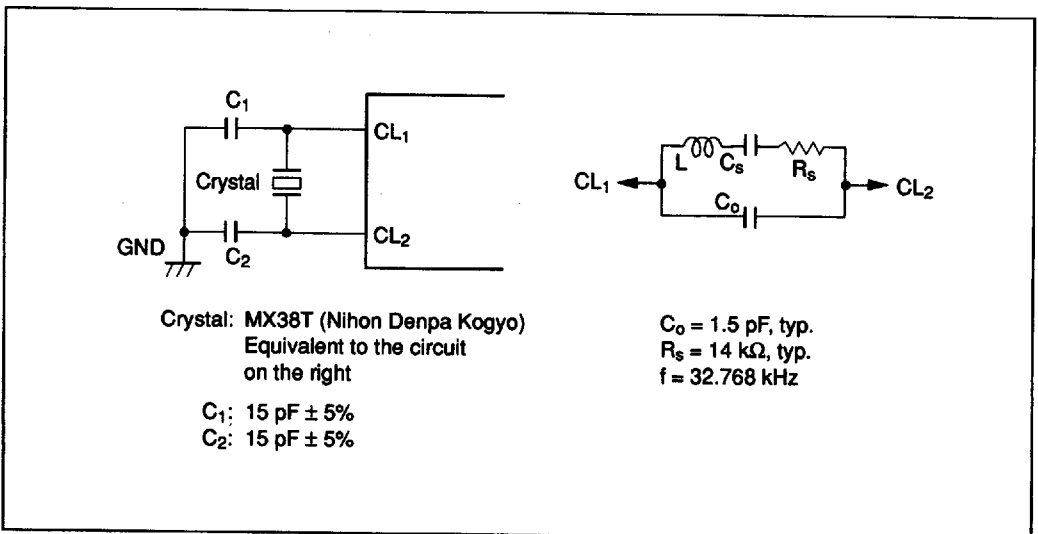 C1
CL1
Crystal
CL2
GND
C2
L
Cs
Rs
CL1
CL2
Co
Crystal: MX38T (Nihon Denpa Kogyo)
Equivalent to the circuit
on the right
C1: 15 pF ± 5%
C2: 15 pF ± 5%
Co = 1.5 pF, typ.
Rs = 14 kΩ, typ.
f = 32.768 kHz